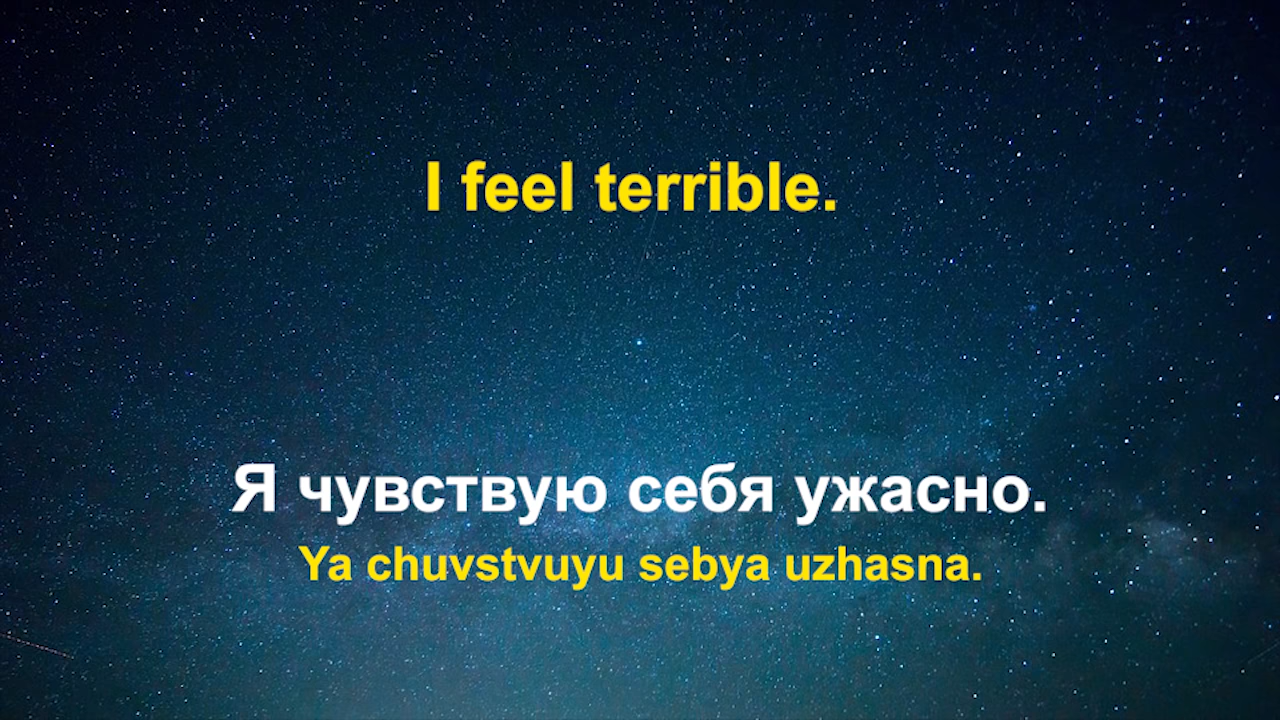 I feel terrible.
Я чувствую себя ужасно.
Ya chuvstvuyu sebya uzhasna.